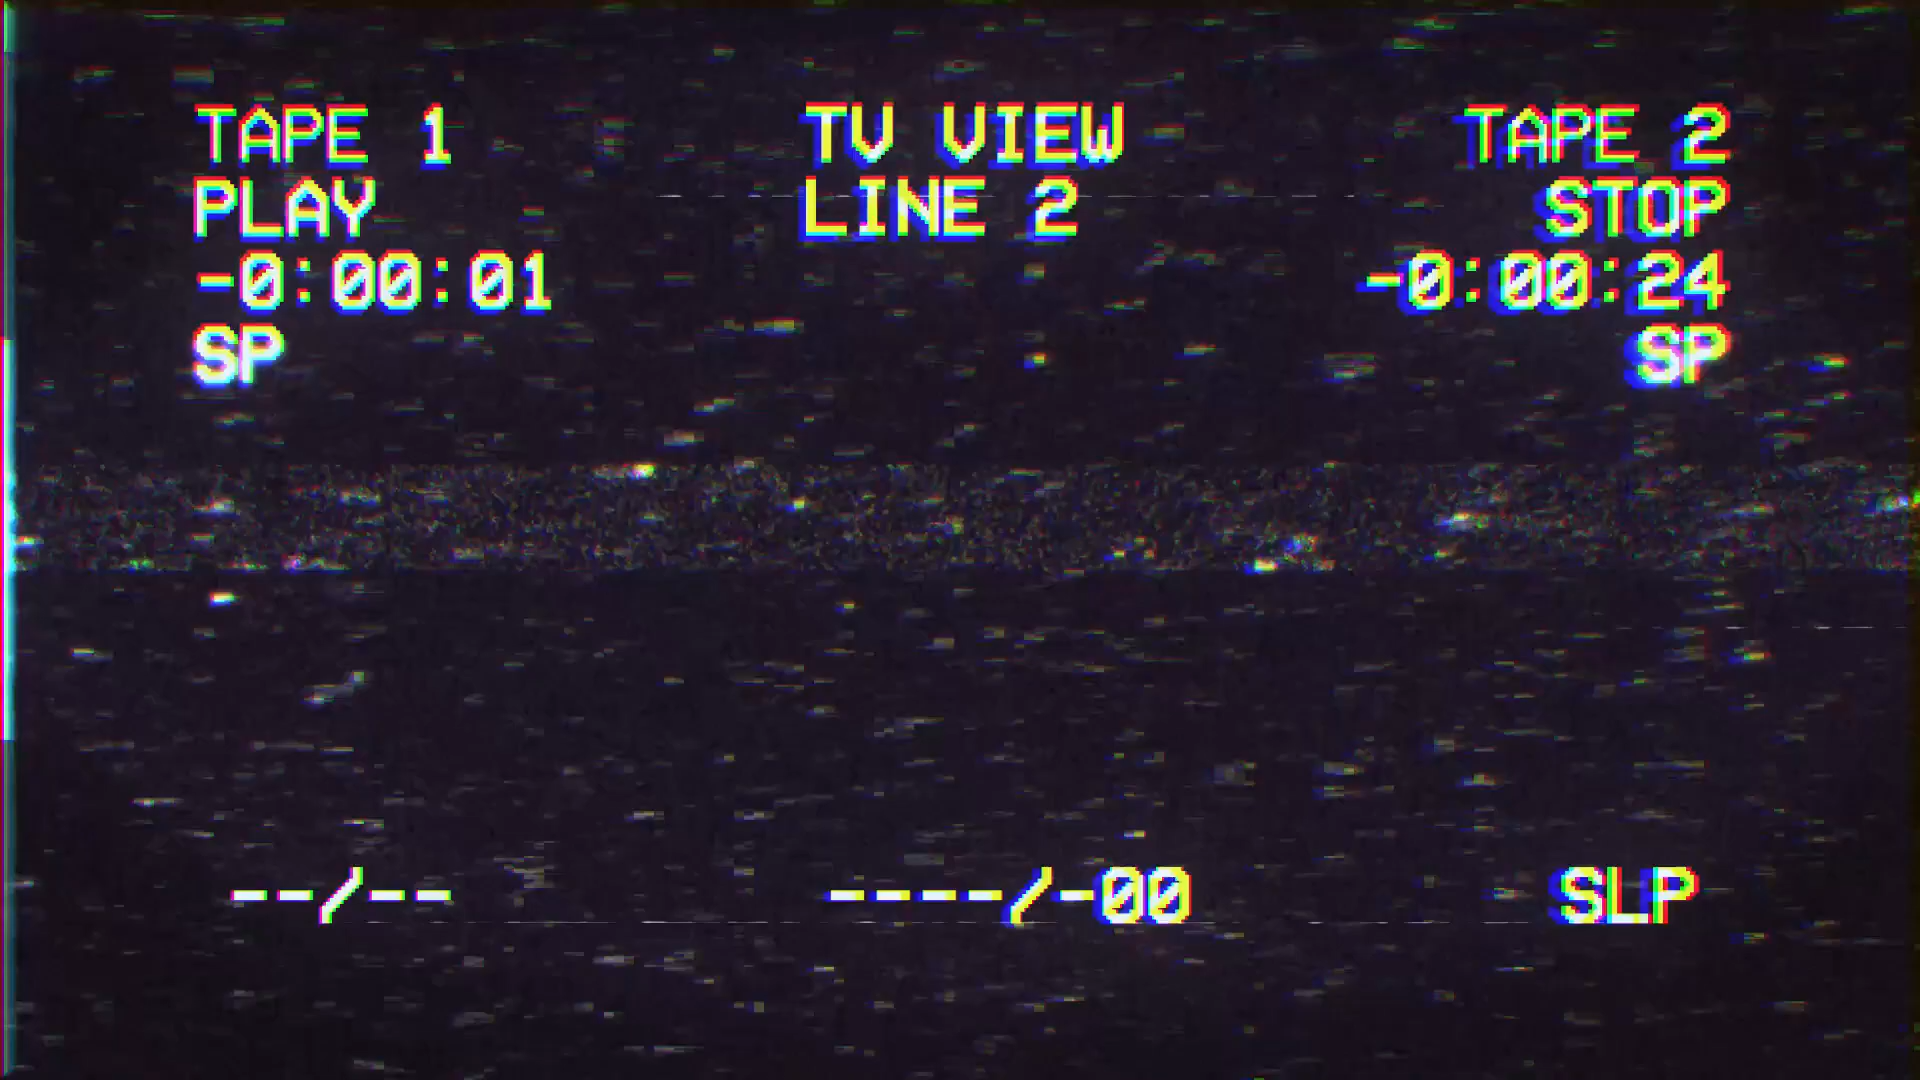 TAPE 1
PLAY
-0:00:01
SP
TV VIEW
LINE 2
TAPE 2
STOP
-0:00:24
SP
--/--
----/-00
SLP